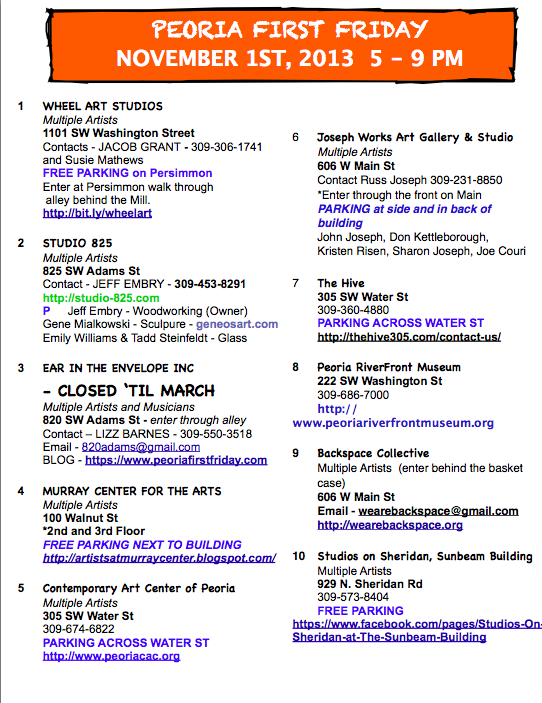 PEORIA FIRST FRIDAY
NOVEMBER 1ST, 2013 5 – 9 PM
1 WHEEL ART STUDIOS
Multiple Artists
1101 SW Washington Street
Contacts - JACOB GRANT - 309-306-1741
and Susie Mathews
FREE PARKING on Persimmon
Enter at Persimmon walk through
alley behind the Mill.
http://bit.ly/wheelart
2 STUDIO 825
Multiple Artists
825 SW Adams St
Contact - JEFF EMBRY - 309-453-8291
http://studio-825.com
P Jeff Embry - Woodworking (Owner)
Gene Mialkowski - Sculpure - geneosart.com
Emily Williams & Tadd Steinfeldt - Glass
3 EAR IN THE ENVELOPE INC
– CLOSED ‘TIL MARCH
Multiple Artists and Musicians
820 SW Adams St - enter through alley
Contact – LIZZ BARNES - 309-550-3518
Email - 820adams@gmail.com
BLOG - https://www.peoriafirstfriday.com
4 MURRAY CENTER FOR THE ARTS
Multiple Artists
100 Walnut St
*2nd and 3rd Floor
FREE PARKING NEXT TO BUILDING
http://artistsatmurraycenter.blogspot.com/
5 Contemporary Art Center of Peoria
Multiple Artists
305 SW Water St
309-674-6822
PARKING ACROSS WATER ST
http://www.peoriacac.org
6 Joseph Works Art Gallery & Studio
Multiple Artists
606 W Main St
Contact Russ Joseph 309-231-8850
*Enter through the front on Main
PARKING at side and in back of
building
John Joseph, Don Kettleborough,
Kristen Risen, Sharon Joseph, Joe Couri
7 The Hive
305 SW Water St
309-360-4880
PARKING ACROSS WATER ST
http://thehive305.com/contact-us/
8 Peoria RiverFront Museum
222 SW Washington St
309-686-7000
http://
www.peoriariverfrontmuseum.org
9 Backspace Collective
Multiple Artists (enter behind the basket
case)
606 W Main St
Email - wearebackspace@gmail.com
http://wearebackspace.org
10 Studios on Sheridan, Sunbeam Building
Multiple Artists
929 N. Sheridan Rd
309-573-8404
FREE PARKING
https://www.facebook.com/pages/Studios-On-
Sheridan-at-The-Sunbeam-Building